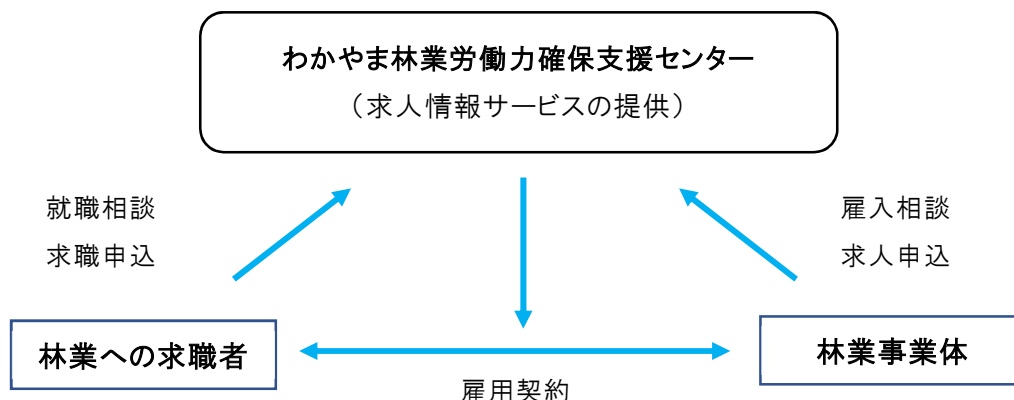 わかやま林業労働力確保支援センター
（求人情報サービスの提供）
就職相談
求職申込
雇入相談
求人申込
林業への求職者
林業事業体
雇用契約